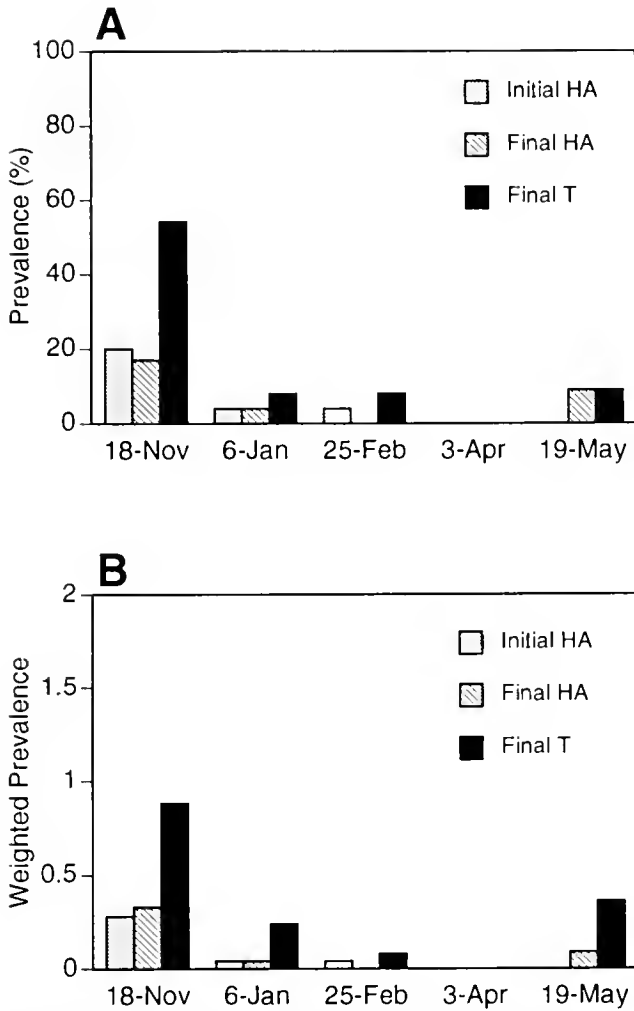 A
100
80
60
40
20
0
Prevalence (%)
Initial HA
Final HA
Final T
18-Nov 6-Jan 25-Feb 3-Apr 19-May
B
2
1.5
1
0.5
0
Weighted Prevalence
Initial HA
Final HA
Final T
18-Nov 6-Jan 25-Feb 3-Apr 19-May